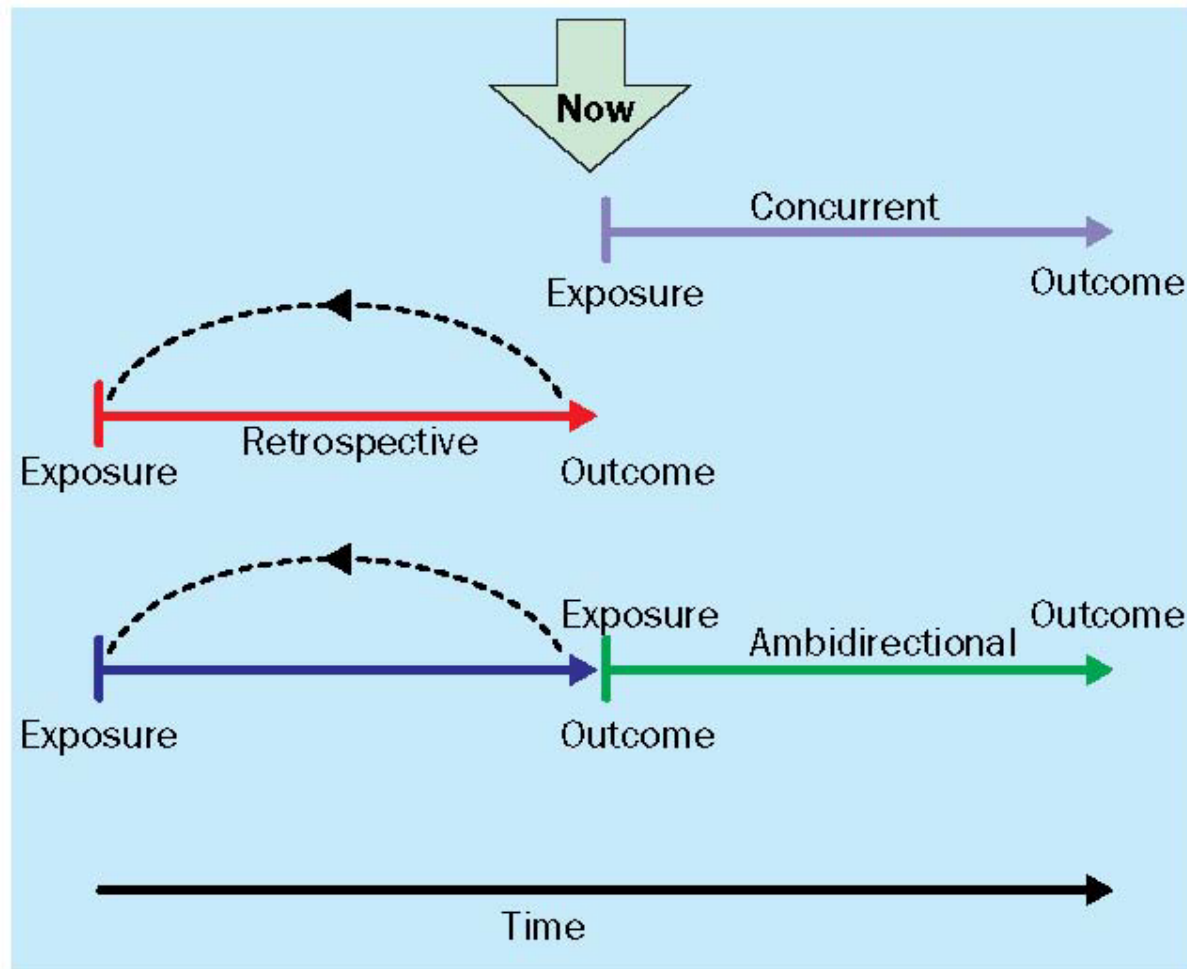 Now
Concurrent
Exposure
Outcome
Retrospective
Exposure
Outcome
Exposure
Outcome
Ambidirectional
Exposure
Outcome
Time